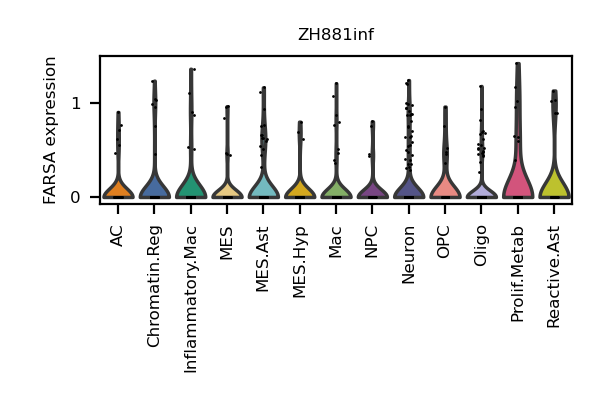 ZH881inf
FARSA expression
1
0
AC
Chromatin.Reg
Inflammatory.Mac
MES
MES.Ast
MES.Hyp
Mac
NPC
Neuron
OPC
Oligo
Prolif.Metab
Reactive.Ast